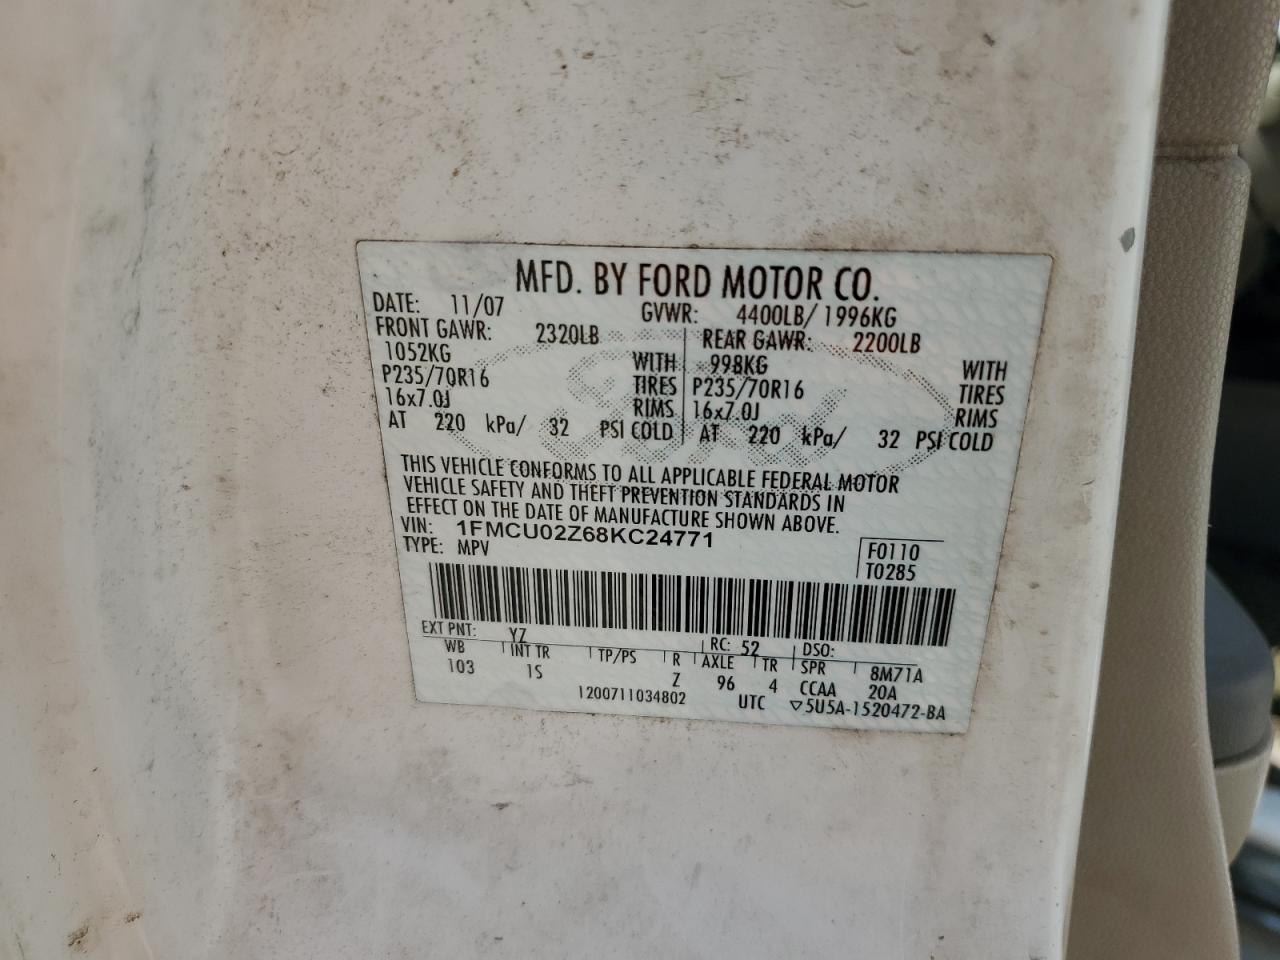 MFD. BY FORD MOTOR CO.
DATE: 11/07 GVWR: 4400LB/ 1996KG
FRONT GAWR: 2320LB REAR GAWR: 2200LB
1052KG WITH 998KG WITH
P235/70R16 TIRES P235/70R16 TIRES
16x7.0J RIMS 16x7.0J RIMS
AT 220 kPa/ 32 PSI COLD AT 220 kPa/ 32 PSI COLD
THIS VEHICLE CONFORMS TO ALL APPLICABLE FEDERAL MOTOR
VEHICLE SAFETY AND THEFT PREVENTION STANDARDS IN
EFFECT ON THE DATE OF MANUFACTURE SHOWN ABOVE.
VIN: 1FMCU02Z68KC24771
TYPE: MPV
F0110
T0285
EXT PNT: YZ RC: 52 DSO:
WB INT TR TP/PS R AXLE TR SPR 8M71A
103 1S Z 96 4 CCAA 20A
1200711034802 UTC ▽5U5A-1520472-BA